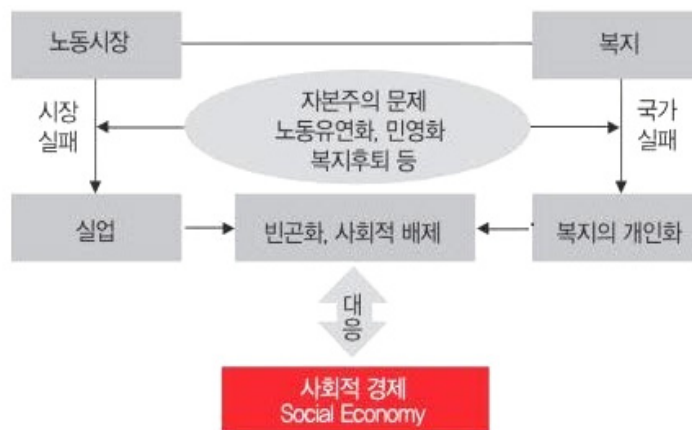 노동시장
복지
시장
실패
자본주의 문제
노동유연화, 민영화
복지후퇴 등
국가
실패
실업
빈곤화, 사회적 배제
복지의 개인화
대
응
사회적 경제
Social Economy